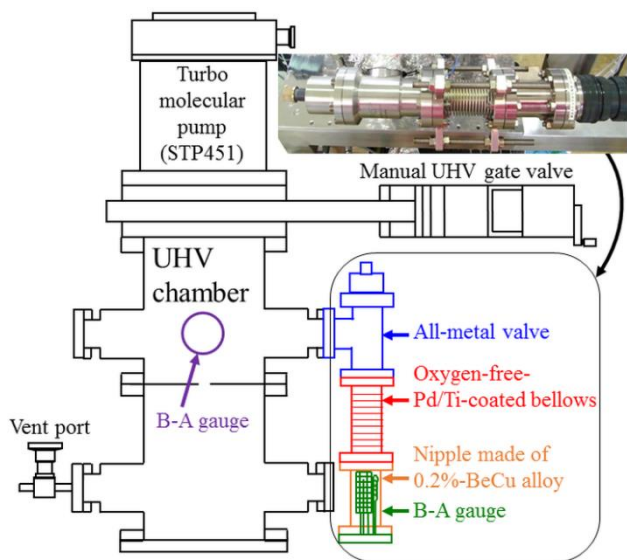 Turbo
molecular
pump
(STP451)
Manual UHV gate valve
UHV
chamber
All-metal valve
Oxygen-free-
Pd/Ti-coated bellows
B-A gauge
Vent port
Nipple made of
0.2%-BeCu alloy
B-A gauge